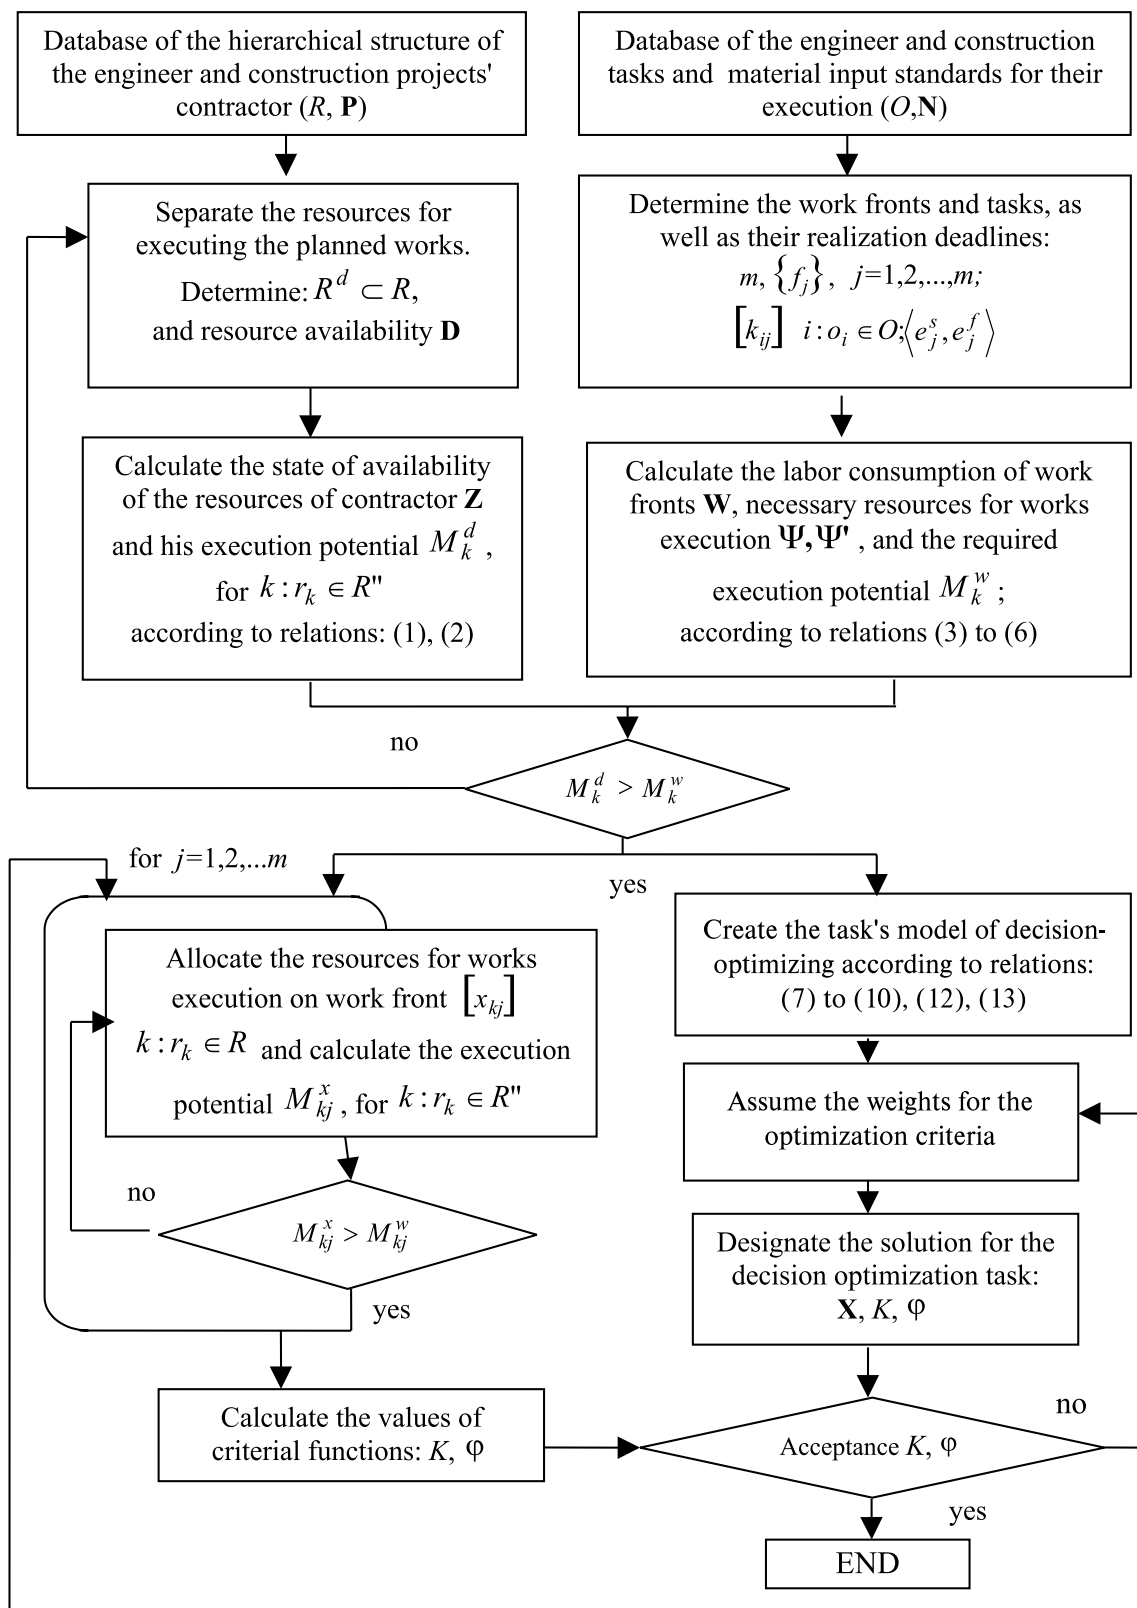 Database of the hierarchical structure of
the engineer and construction projects'
contractor (R, P)
Database of the engineer and construction
tasks and material input standards for their
execution (O,N)
Separate the resources for
executing the planned works.
Determine: R^d ⊂ R,
and resource availability D
Determine the work fronts and tasks, as
well as their realization deadlines:
m, {f_j}, j=1,2,...,m;
[k_ij] i : o_i ∈ O;⟨e_j^s, e_j^f⟩
Calculate the state of availability
of the resources of contractor Z
and his execution potential M_k^d ,
for k : r_k ∈ R"
according to relations: (1), (2)
Calculate the labor consumption of work
fronts W, necessary resources for works
execution Ψ,Ψ' , and the required
execution potential M_k^w ;
according to relations (3) to (6)
no
M_k^d > M_k^w
yes
for j=1,2,...m
Allocate the resources for works
execution on work front [x_kj]
k : r_k ∈ R and calculate the execution
potential M_kj^x , for k : r_k ∈ R"
no
M_kj^x > M_kj^w
yes
Calculate the values of
criterial functions: K, φ
Create the task's model of decision-
optimizing according to relations:
(7) to (10), (12), (13)
Assume the weights for the
optimization criteria
Designate the solution for the
decision optimization task:
X, K, φ
no
Acceptance K, φ
yes
END